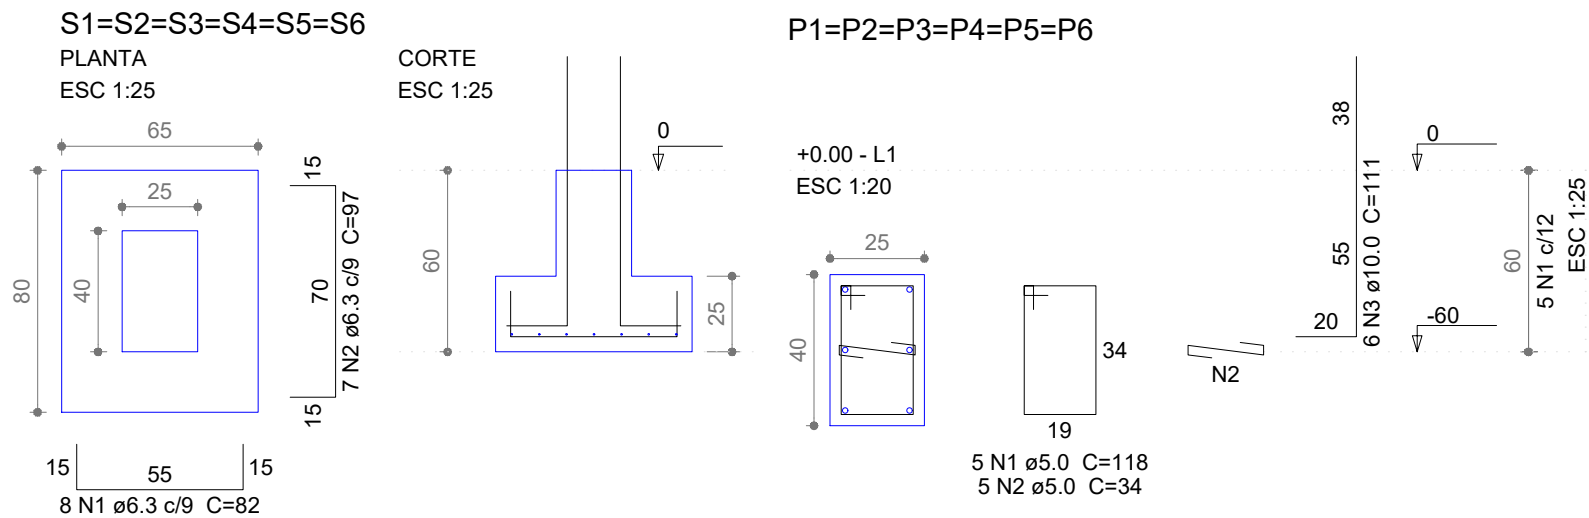 S1=S2=S3=S4=S5=S6
PLANTA
ESC 1:25
65
25
80
40
15
70
15
7 N2 ø6.3 c/9 C=97
15
55
15
8 N1 ø6.3 c/9 C=82
CORTE
ESC 1:25
0
60
25
P1=P2=P3=P4=P5=P6
+0.00 - L1
ESC 1:20
25
40
34
19
5 N1 ø5.0 C=118
5 N2 ø5.0 C=34
N2
38
55
20
6 N3 ø10.0 C=111
0
-60
60
5 N1 c/12
ESC 1:25